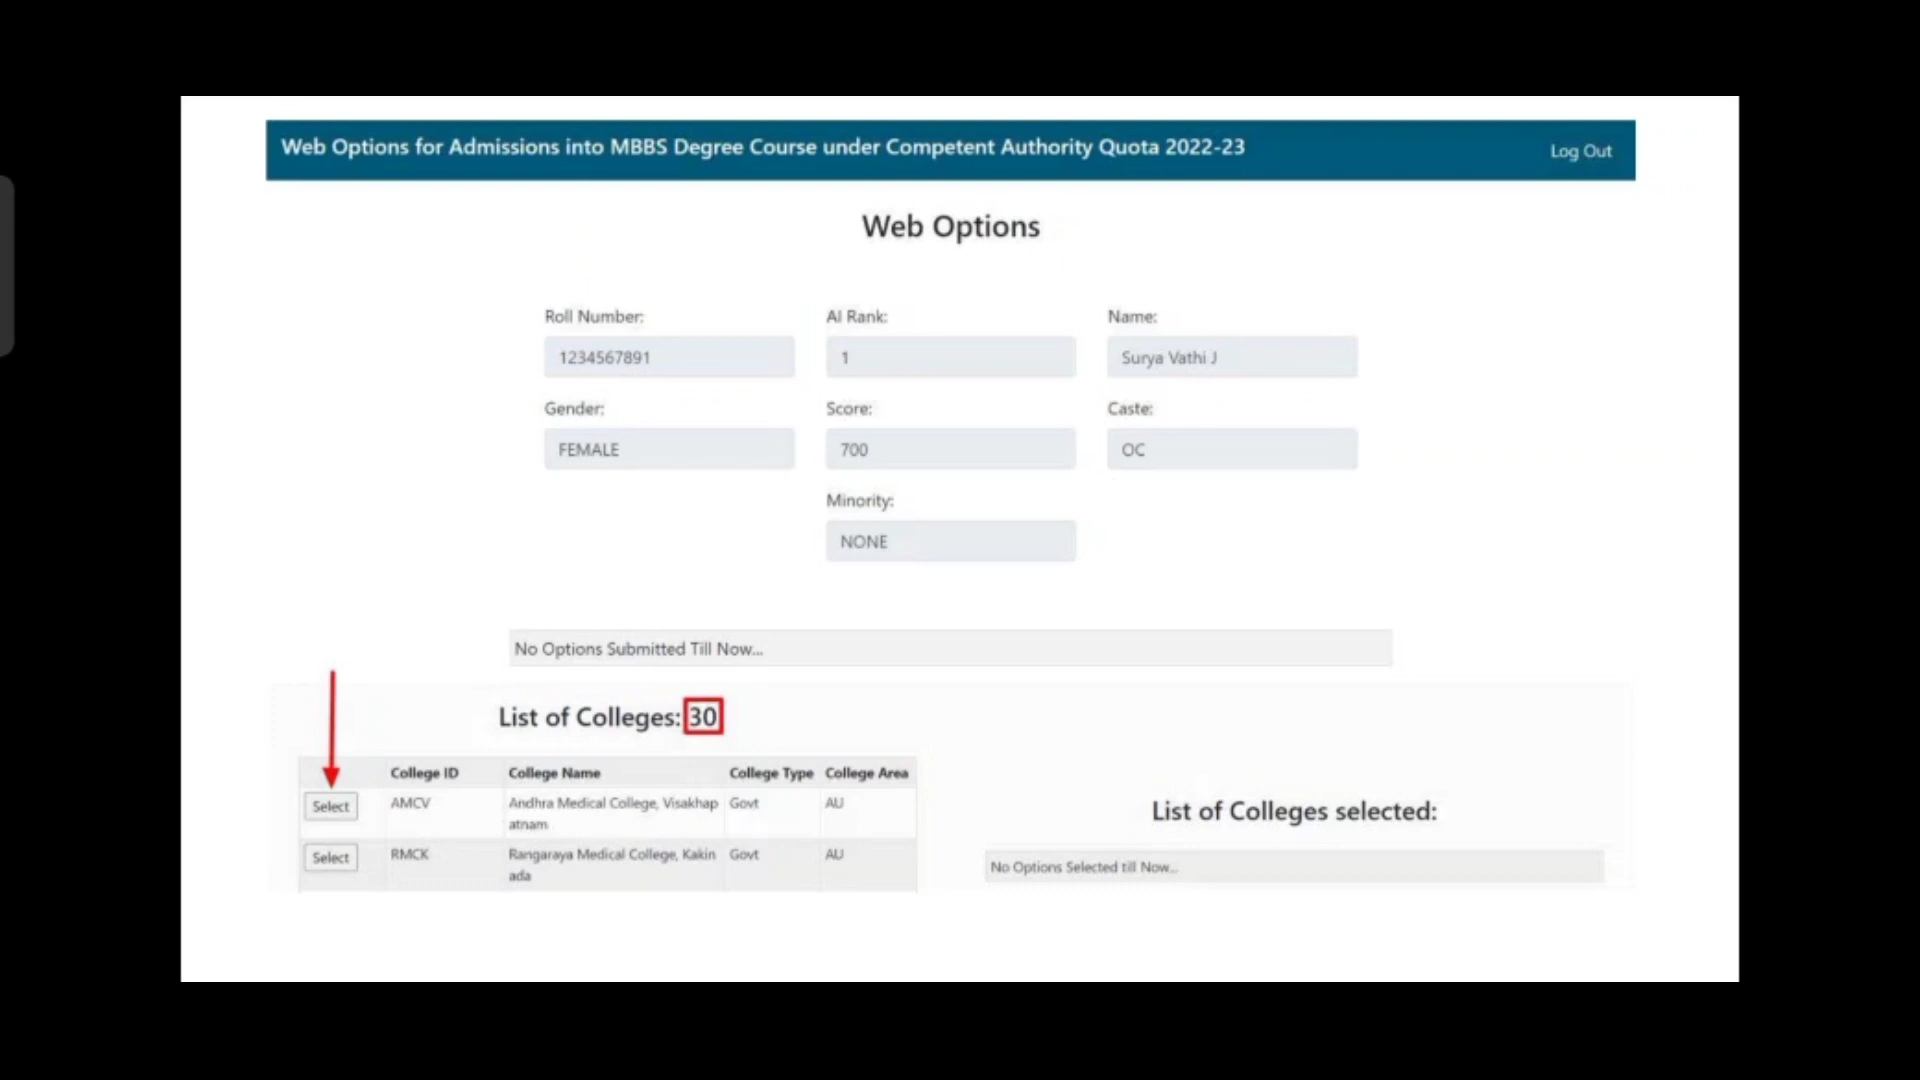 Web Options for Admissions into MBBS Degree Course under Competent Authority Quota 2022-23
Log Out
Web Options
Roll Number: AI Rank: Name:
1234567891 1 Surya Vathi J
Gender: Score: Caste:
FEMALE 700 OC
Minority:
NONE
No Options Submitted Till Now...
List of Colleges: 30
College ID College Name College Type College Area
Select AMCV Andhra Medical College, Visakhap Govt AU
atnam
Select RMCK Rangaraya Medical College, Kakin Govt AU
ada
List of Colleges selected:
No Options Selected till Now...